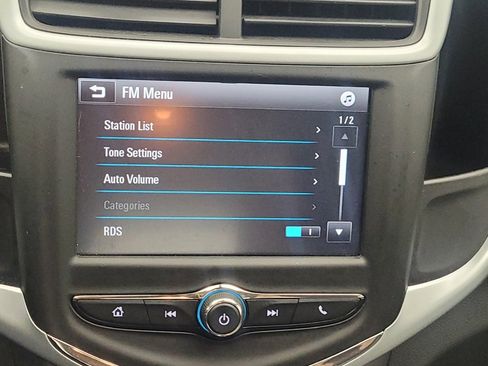 FM Menu
1/2
Station List
Tone Settings
Auto Volume
Categories
RDS
I